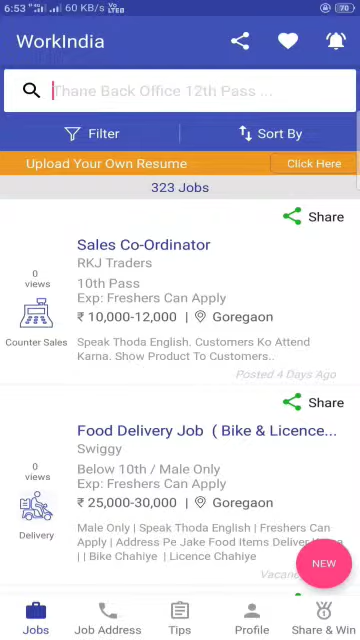 6:53 " 4G 60 KB/s Vo LTED 70
WorkIndia
Thane Back Office 12th Pass ...
Filter
Sort By
Upload Your Own Resume
Click Here
323 Jobs
Share
Sales Co-Ordinator
RKJ Traders
0
views
10th Pass
Exp: Freshers Can Apply
₹ 10,000-12,000 | Goregaon
Counter Sales
Speak Thoda English. Customers Ko Attend
Karna. Show Product To Customers..
Posted 4 Days Ago
Share
Food Delivery Job ( Bike & Licence...
Swiggy
0
views
Below 10th / Male Only
Exp: Freshers Can Apply
₹ 25,000-30,000 | Goregaon
Delivery
Male Only | Speak Thoda English | Freshers Can
Apply | Address Pe Jake Food Items Deliver
| | Bike Chahiye | Licence Chahiye
NEW
Jobs
Job Address
Tips
Profile
Share & Win